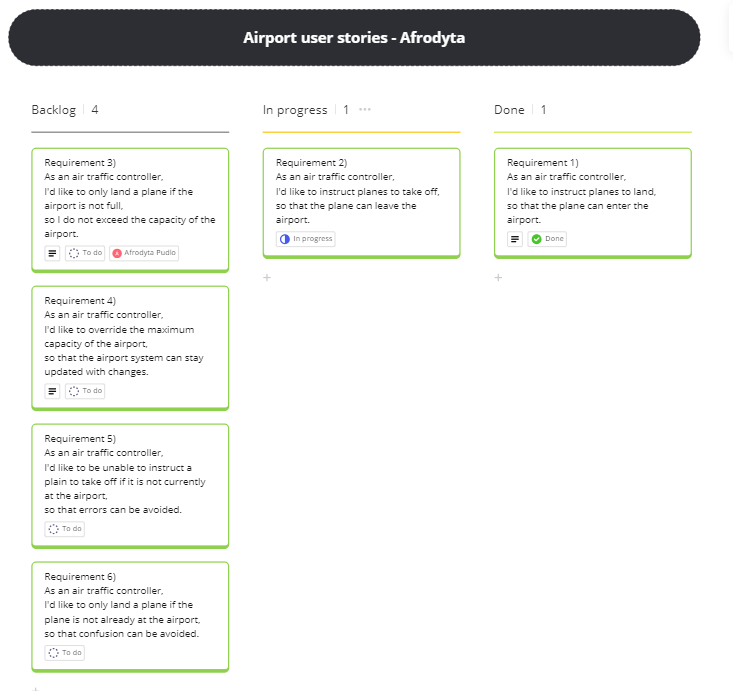 Airport user stories - Afrodyta
Backlog | 4
Requirement 3)
As an air traffic controller,
I'd like to only land a plane if the
airport is not full,
so I do not exceed the capacity of the
airport.
To do
A Afrodyta Pudlo
Requirement 4)
As an air traffic controller,
I'd like to override the maximum
capacity of the airport,
so that the airport system can stay
updated with changes.
To do
Requirement 5)
As an air traffic controller,
I'd like to be unable to instruct a
plain to take off if it is not currently
at the airport,
so that errors can be avoided.
To do
Requirement 6)
As an air traffic controller,
I'd like to only land a plane if the
plane is not already at the airport,
so that confusion can be avoided.
To do
In progress | 1 ···
Requirement 2)
As an air traffic controller,
I'd like to instruct planes to take off,
so that the plane can leave the
airport.
In progress
Done | 1
Requirement 1)
As an air traffic controller,
I'd like to instruct planes to land,
so that the plane can enter the
airport.
Done